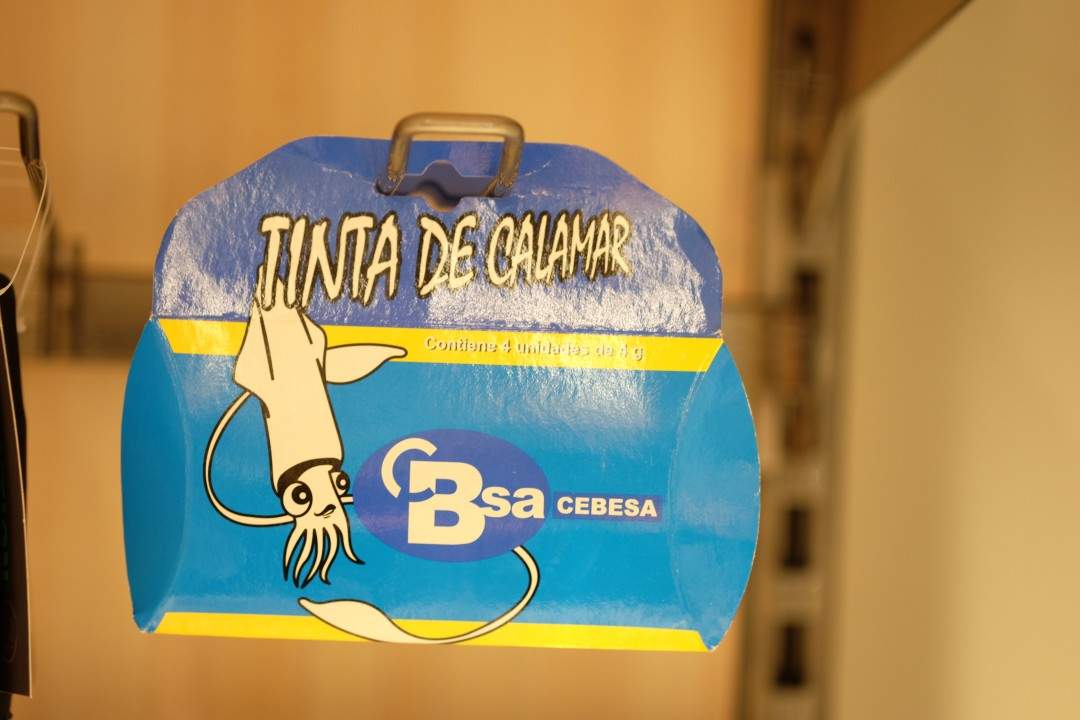 TINTA DE CALAMAR
Contiene 4 unidades de 4 g
CBsa CEBESA